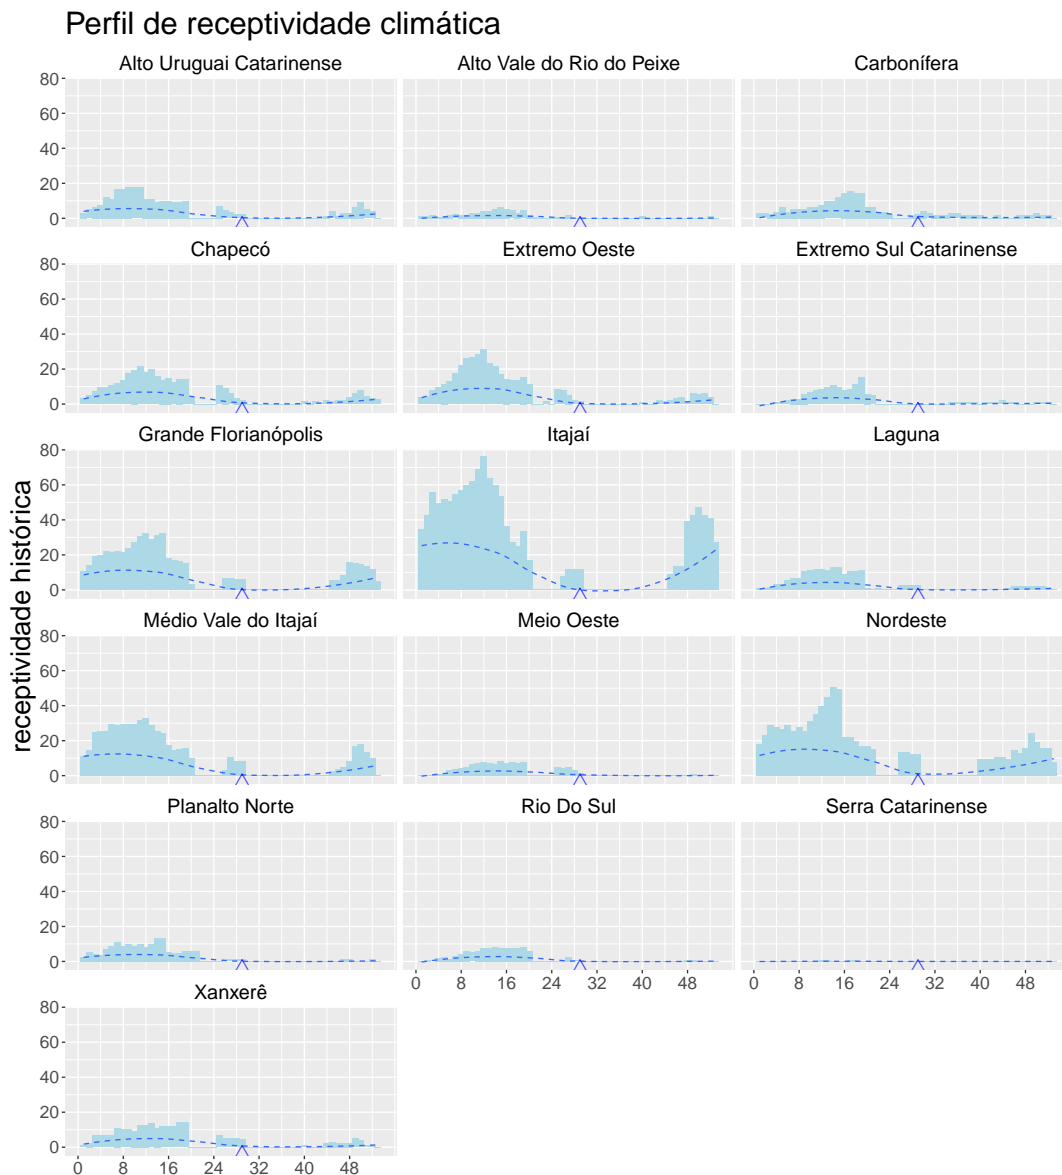 Perfil de receptividade climática
Alto Uruguai Catarinense
Alto Vale do Rio do Peixe
Carbonífera
80
60
40
20
0
Chapecó
Extremo Oeste
Extremo Sul Catarinense
80
60
40
20
0
Grande Florianópolis
Itajaí
Laguna
80
60
40
20
0
receptividade histórica
Médio Vale do Itajaí
Meio Oeste
Nordeste
80
60
40
20
0
Planalto Norte
Rio Do Sul
Serra Catarinense
80
60
40
20
0
0 8 16 24 32 40 48
0 8 16 24 32 40 48
Xanxerê
80
60
40
20
0
0 8 16 24 32 40 48